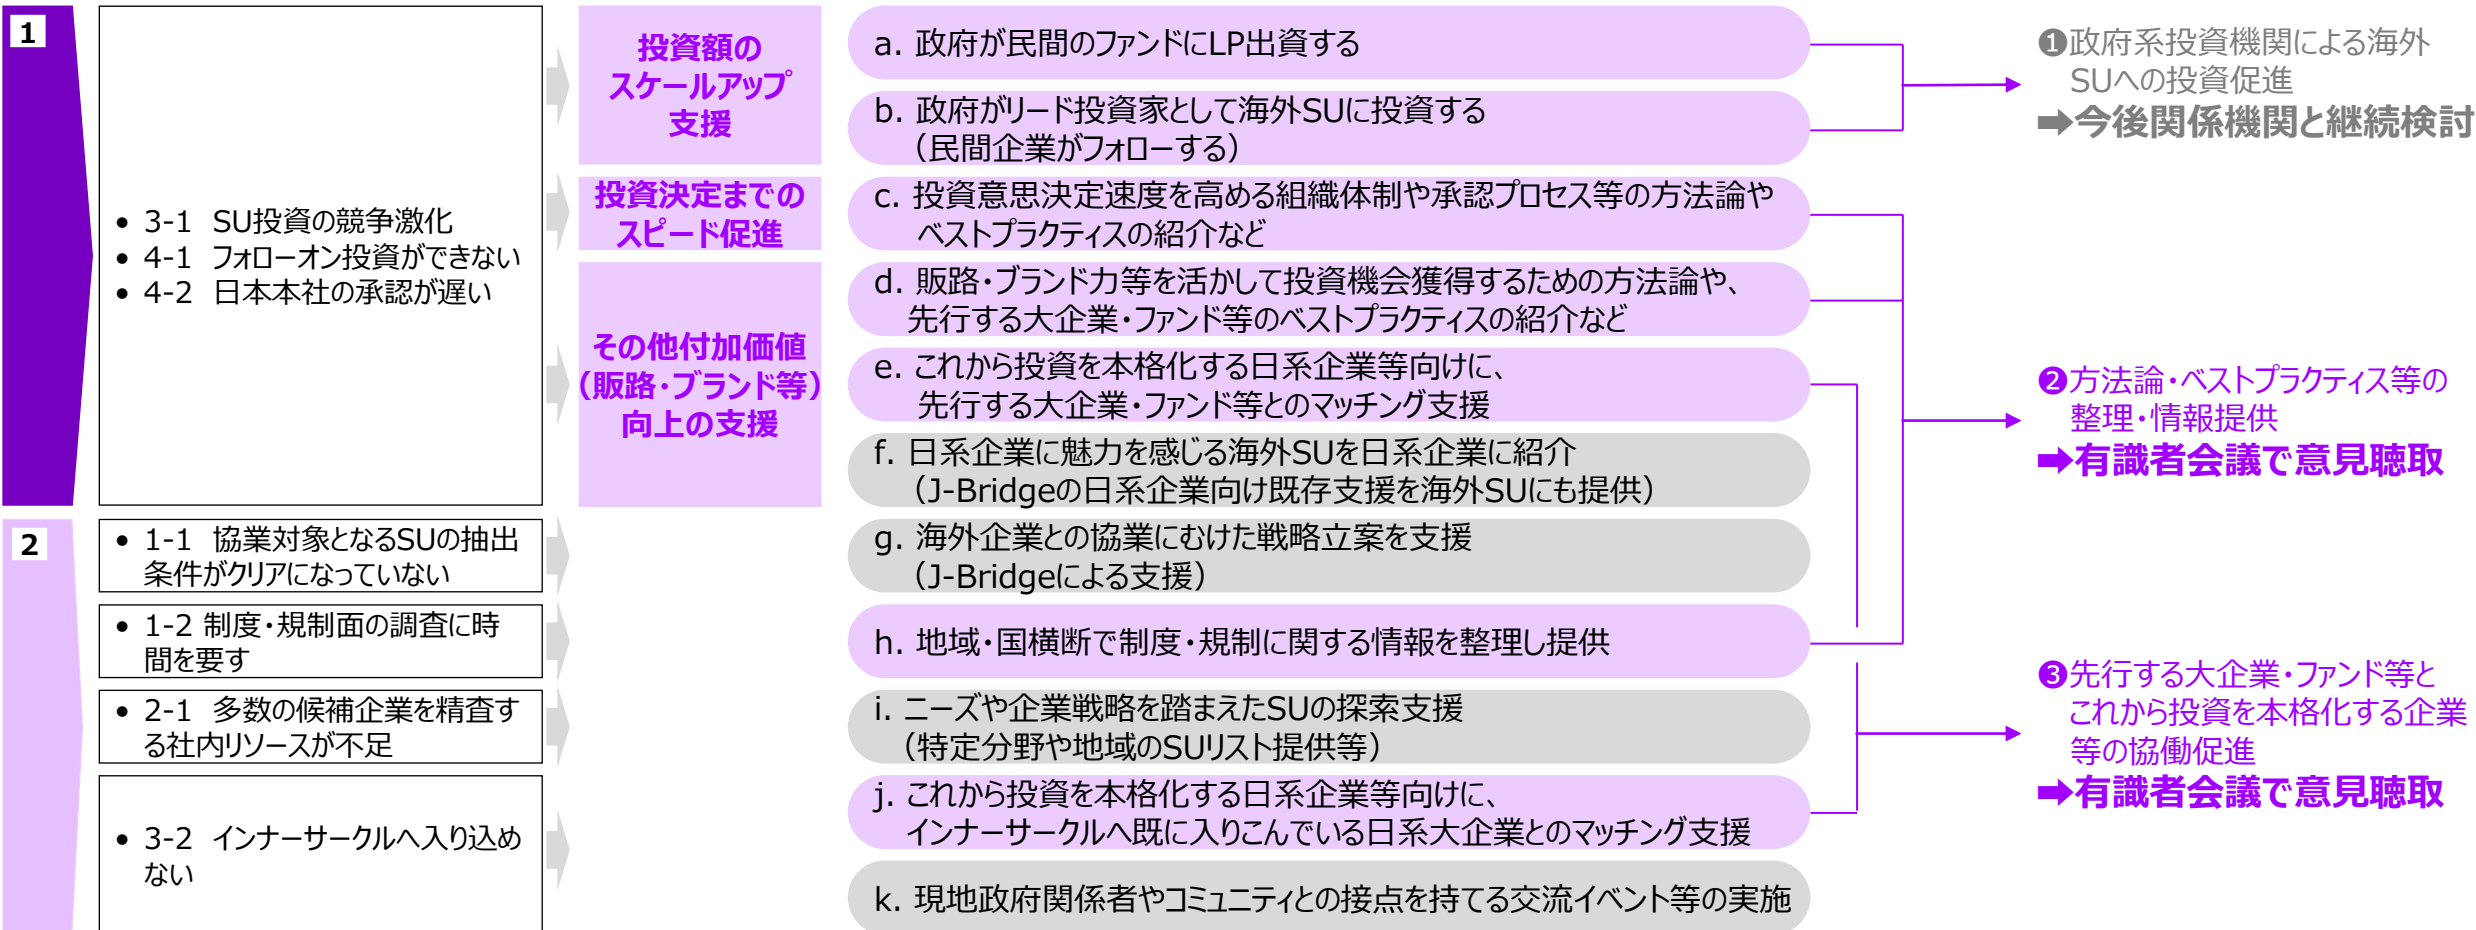 1
• 3-1 SU投資の競争激化
• 4-1 フォローオン投資ができない
• 4-2 日本本社の承認が遅い
投資額の
スケールアップ
支援
投資決定までの
スピード促進
その他付加価値
（販路・ブランド等）
向上の支援
a. 政府が民間のファンドにLP出資する
b. 政府がリード投資家として海外SUに投資する
（民間企業がフォローする）
c. 投資意思決定速度を高める組織体制や承認プロセス等の方法論や
ベストプラクティスの紹介など
d. 販路・ブランド力等を活かして投資機会獲得するための方法論や、
先行する大企業・ファンド等のベストプラクティスの紹介など
e. これから投資を本格化する日系企業等向けに、
先行する大企業・ファンド等とのマッチング支援
f. 日系企業に魅力を感じる海外SUを日系企業に紹介
（J-Bridgeの日系企業向け既存支援を海外SUにも提供）
2
• 1-1 協業対象となるSUの抽出
条件がクリアになっていない
g. 海外企業との協業にむけた戦略立案を支援
（J-Bridgeによる支援）
• 1-2 制度・規制面の調査に時
間を要す
h. 地域・国横断で制度・規制に関する情報を整理し提供
• 2-1 多数の候補企業を精査す
る社内リソースが不足
i. ニーズや企業戦略を踏まえたSUの探索支援
（特定分野や地域のSUリスト提供等）
• 3-2 インナーサークルへ入り込め
ない
j. これから投資を本格化する日系企業等向けに、
インナーサークルへ既に入りこんでいる日系大企業とのマッチング支援
k. 現地政府関係者やコミュニティとの接点を持てる交流イベント等の実施
❶政府系投資機関による海外
SUへの投資促進
➡今後関係機関と継続検討
❷方法論・ベストプラクティス等の
整理・情報提供
➡有識者会議で意見聴取
❸先行する大企業・ファンド等と
これから投資を本格化する企業
等の協働促進
➡有識者会議で意見聴取